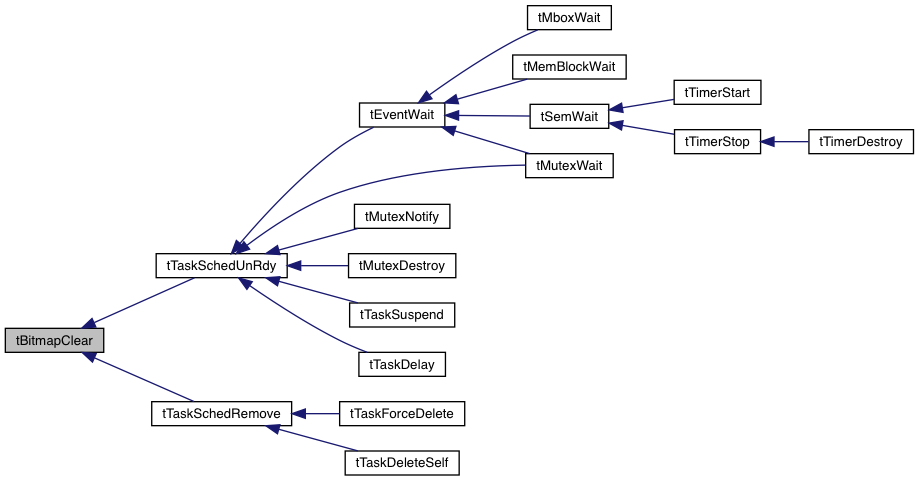 tMboxWait
tMemBlockWait
tTimerStart
tEventWait
tSemWait
tTimerStop
tTimerDestroy
tMutexWait
tMutexNotify
tTaskSchedUnRdy
tMutexDestroy
tTaskSuspend
tBitmapClear
tTaskDelay
tTaskSchedRemove
tTaskForceDelete
tTaskDeleteSelf